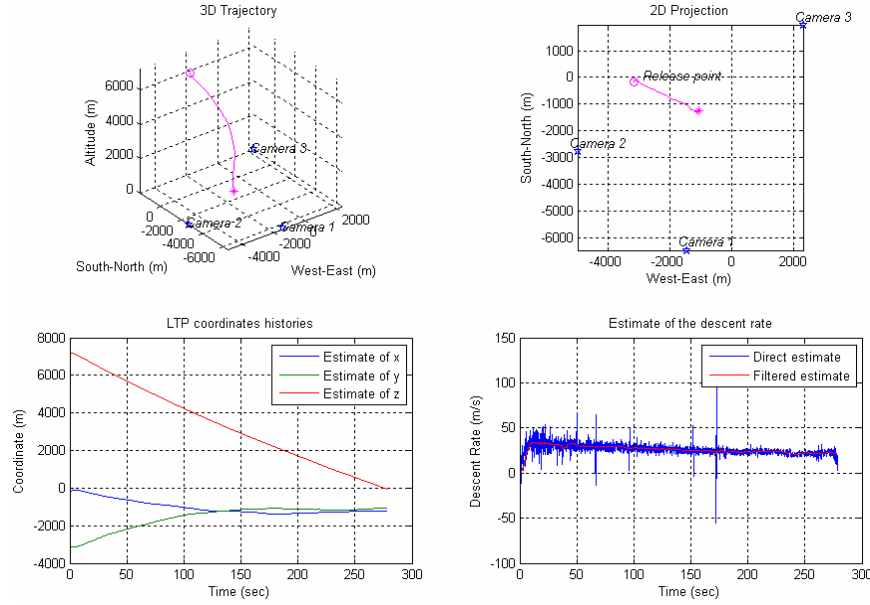 3D Trajectory
6000
4000
2000
0
Altitude (m)
Camera 3
Camera 2
Camera 1
0
-2000
-4000
-6000
South-North (m)
-4000
-2000
0
2000
West-East (m)
2D Projection
Camera 3
1000
0
-1000
-2000
-3000
-4000
-5000
-6000
South-North (m)
Release point
Camera 2
Camera 1
-4000
-2000
0
2000
West-East (m)
LTP coordinates histories
8000
6000
4000
2000
0
-2000
-4000
Coordinate (m)
Estimate of x
Estimate of y
Estimate of z
0
50
100
150
200
250
300
Time (sec)
Estimate of the descent rate
150
100
50
0
-50
-100
Descent Rate (m/s)
Direct estimate
Filtered estimate
0
50
100
150
200
250
300
Time (sec)